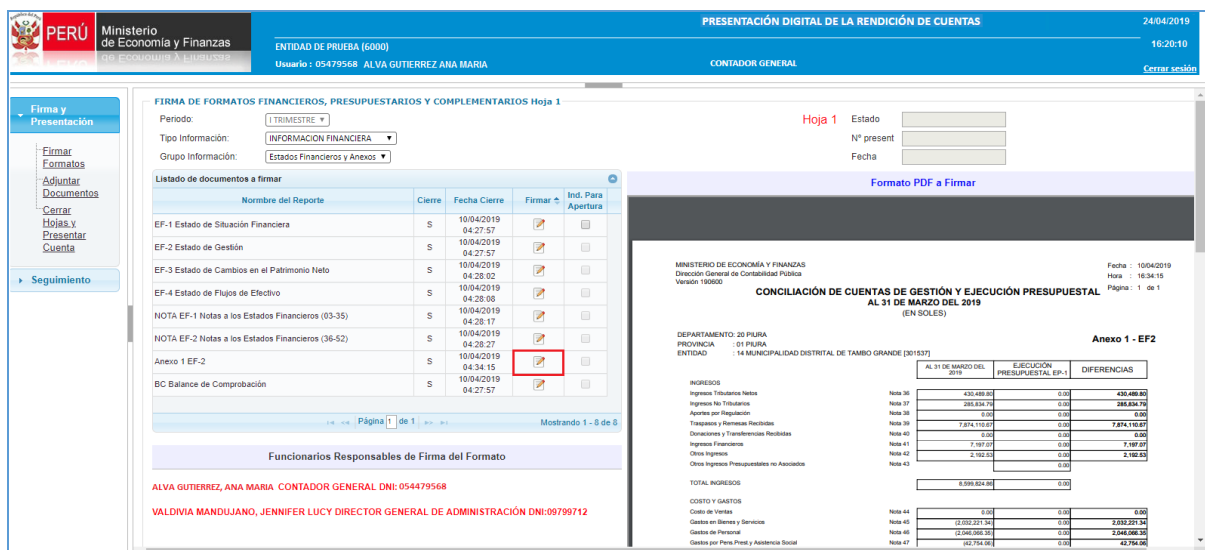 PERÚ Ministerio de Economía y Finanzas
PRESENTACIÓN DIGITAL DE LA RENDICIÓN DE CUENTAS
24/04/2019
ENTIDAD DE PRUEBA (6000)
16:20:10
Usuario : 05479568 ALVA GUTIERREZ ANA MARIA
CONTADOR GENERAL
Cerrar sesión
Firma y Presentación
Firmar Formatos
Adjuntar Documentos
Cerrar Hojas y Presentar Cuenta
Seguimiento
FIRMA DE FORMATOS FINANCIEROS, PRESUPUESTARIOS Y COMPLEMENTARIOS Hoja 1
Periodo: I TRIMESTRE
Tipo Información: INFORMACION FINANCIERA
Grupo Información: Estados Financieros y Anexos
Hoja 1 Estado
Nº present
Fecha
Listado de documentos a firmar
Normbre del Reporte Cierre Fecha Cierre Firmar Ind. Para Apertura
EF-1 Estado de Situación Financiera S 10/04/2019 04:27:57
EF-2 Estado de Gestión S 10/04/2019 04:27:57
EF-3 Estado de Cambios en el Patrimonio Neto S 10/04/2019 04:28:02
EF-4 Estado de Flujos de Efectivo S 10/04/2019 04:28:08
NOTA EF-1 Notas a los Estados Financieros (03-35) S 10/04/2019 04:28:17
NOTA EF-2 Notas a los Estados Financieros (36-52) S 10/04/2019 04:28:27
Anexo 1 EF-2 S 10/04/2019 04:34:15
BC Balance de Comprobación S 10/04/2019 04:27:57
Página 1 de 1
Mostrando 1 - 8 de 8
Funcionarios Responsables de Firma del Formato
ALVA GUTIERREZ, ANA MARIA CONTADOR GENERAL DNI: 054479568
VALDIVIA MANDUJANO, JENNIFER LUCY DIRECTOR GENERAL DE ADMINISTRACIÓN DNI:09799712
Formato PDF a Firmar
MINISTERIO DE ECONOMÍA Y FINANZAS
Dirección General de Contabilidad Pública
Versión 190600
Fecha : 10/04/2019
Hora : 16:34:15
Página : 1 de 1
CONCILIACIÓN DE CUENTAS DE GESTIÓN Y EJECUCIÓN PRESUPUESTAL
AL 31 DE MARZO DEL 2019
(EN SOLES)
DEPARTAMENTO: 20 PIURA
PROVINCIA : 01 PIURA
ENTIDAD : 14 MUNICIPALIDAD DISTRITAL DE TAMBO GRANDE [301537]
Anexo 1 - EF2
AL 31 DE MARZO DEL 2019 EJECUCIÓN PRESUPUESTAL EP-1 DIFERENCIAS
INGRESOS
Ingresos Tributarios Netos Nota 36 430,489.80 0.00 430,489.80
Ingresos No Tributarios Nota 37 285,834.79 0.00 285,834.79
Aportes por Regulación Nota 38 0.00 0.00 0.00
Traspasos y Remesas Recibidas Nota 39 7,874,110.67 0.00 7,874,110.67
Donaciones y Transferencias Recibidas Nota 40 0.00 0.00 0.00
Ingresos Financieros Nota 41 7,197.07 0.00 7,197.07
Otros Ingresos Nota 42 2,192.53 0.00 2,192.53
Otros Ingresos Presupuestales no Asociados Nota 43 0.00
TOTAL INGRESOS 8,599,824.86 0.00
COSTO Y GASTOS
Costo de Ventas Nota 44 0.00 0.00 0.00
Gastos en Bienes y Servicios Nota 45 (2,032,221.34) 0.00 2,032,221.34
Gastos de Personal Nota 46 (2,046,066.35) 0.00 2,046,066.35
Gastos por Pens.Prest.y Asistencia Social Nota 47 (42,754.06) 0.00 42,754.06